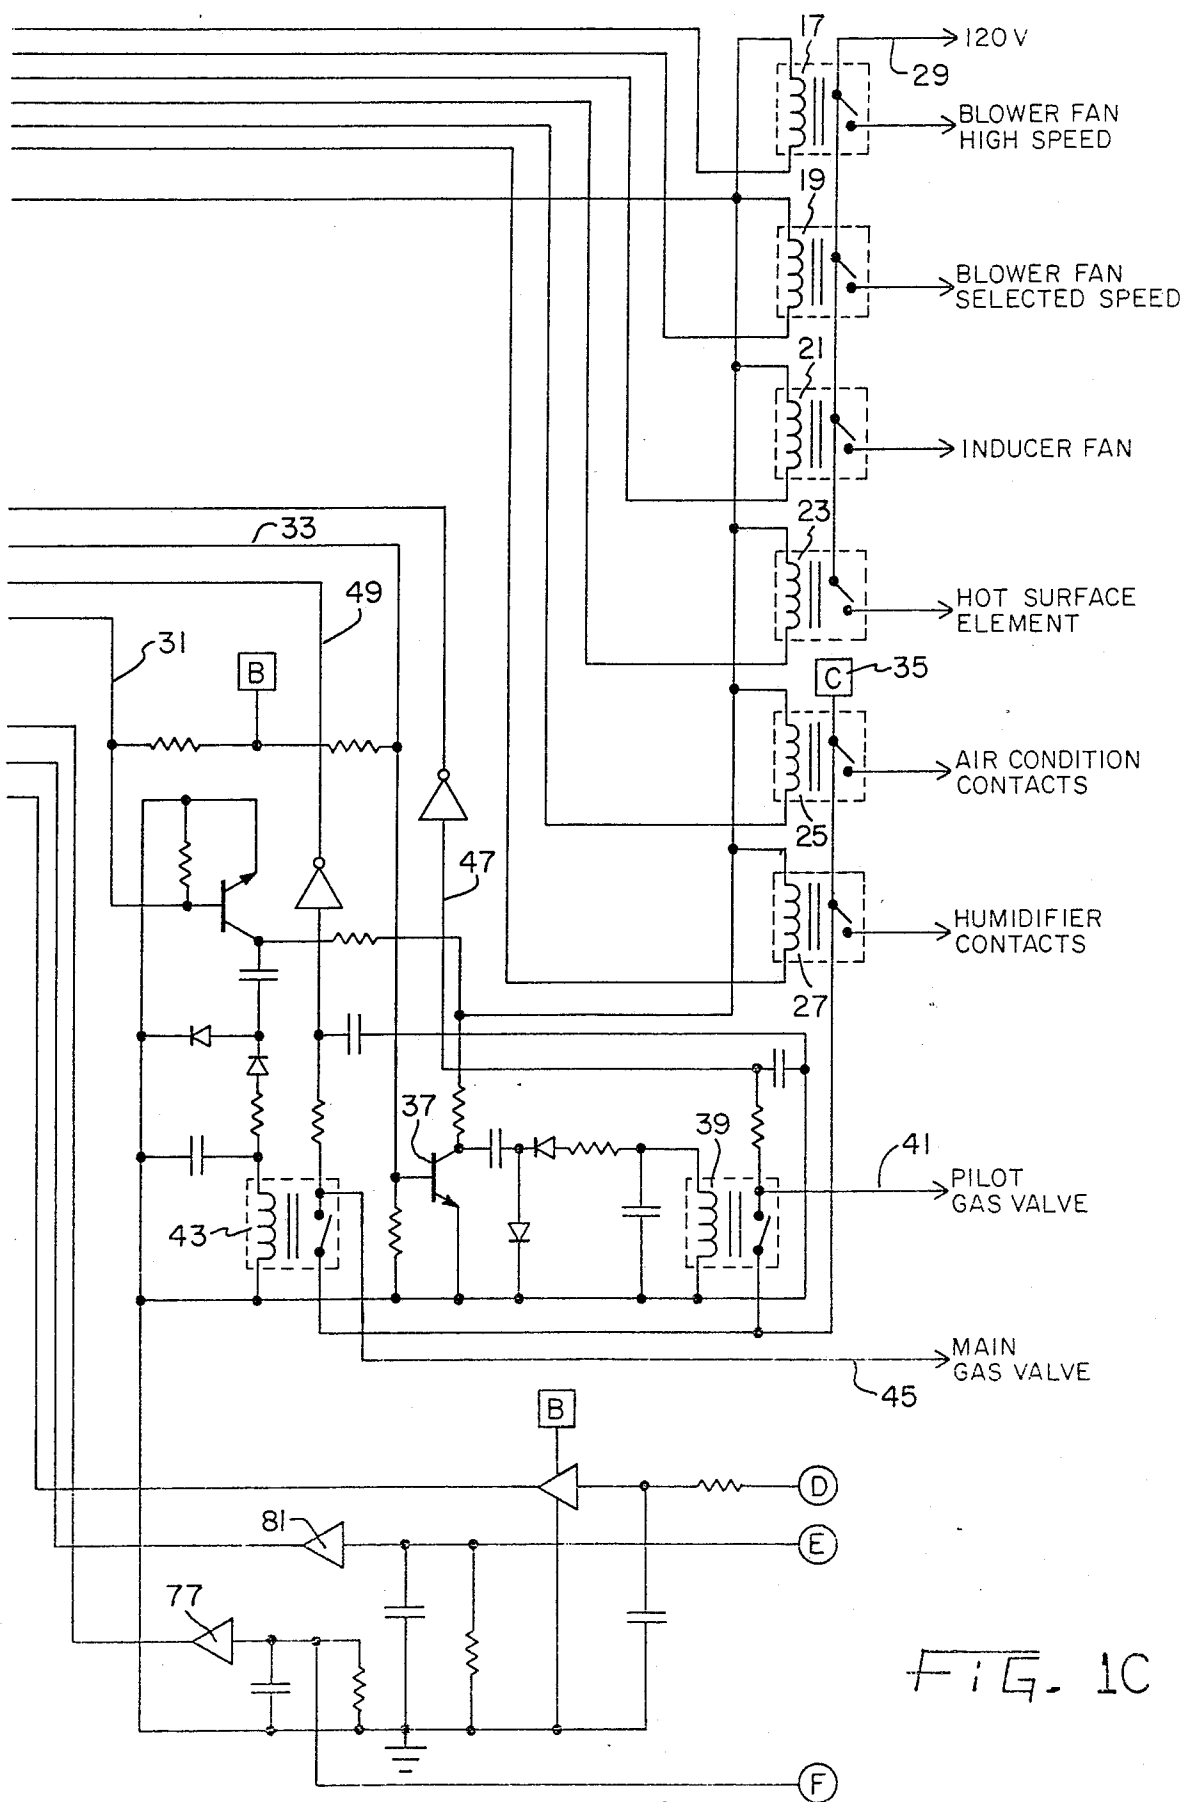 17
120V
29
BLOWER FAN
HIGH SPEED
19
BLOWER FAN
SELECTED SPEED
21
INDUCER FAN
23
33
HOT SURFACE
ELEMENT
49
31
B
C
35
AIR CONDITION
CONTACTS
25
47
HUMIDIFIER
CONTACTS
27
37
39
41
PILOT
GAS VALVE
43
MAIN
GAS VALVE
45
B
D
81
E
77
FIG. 1C
F